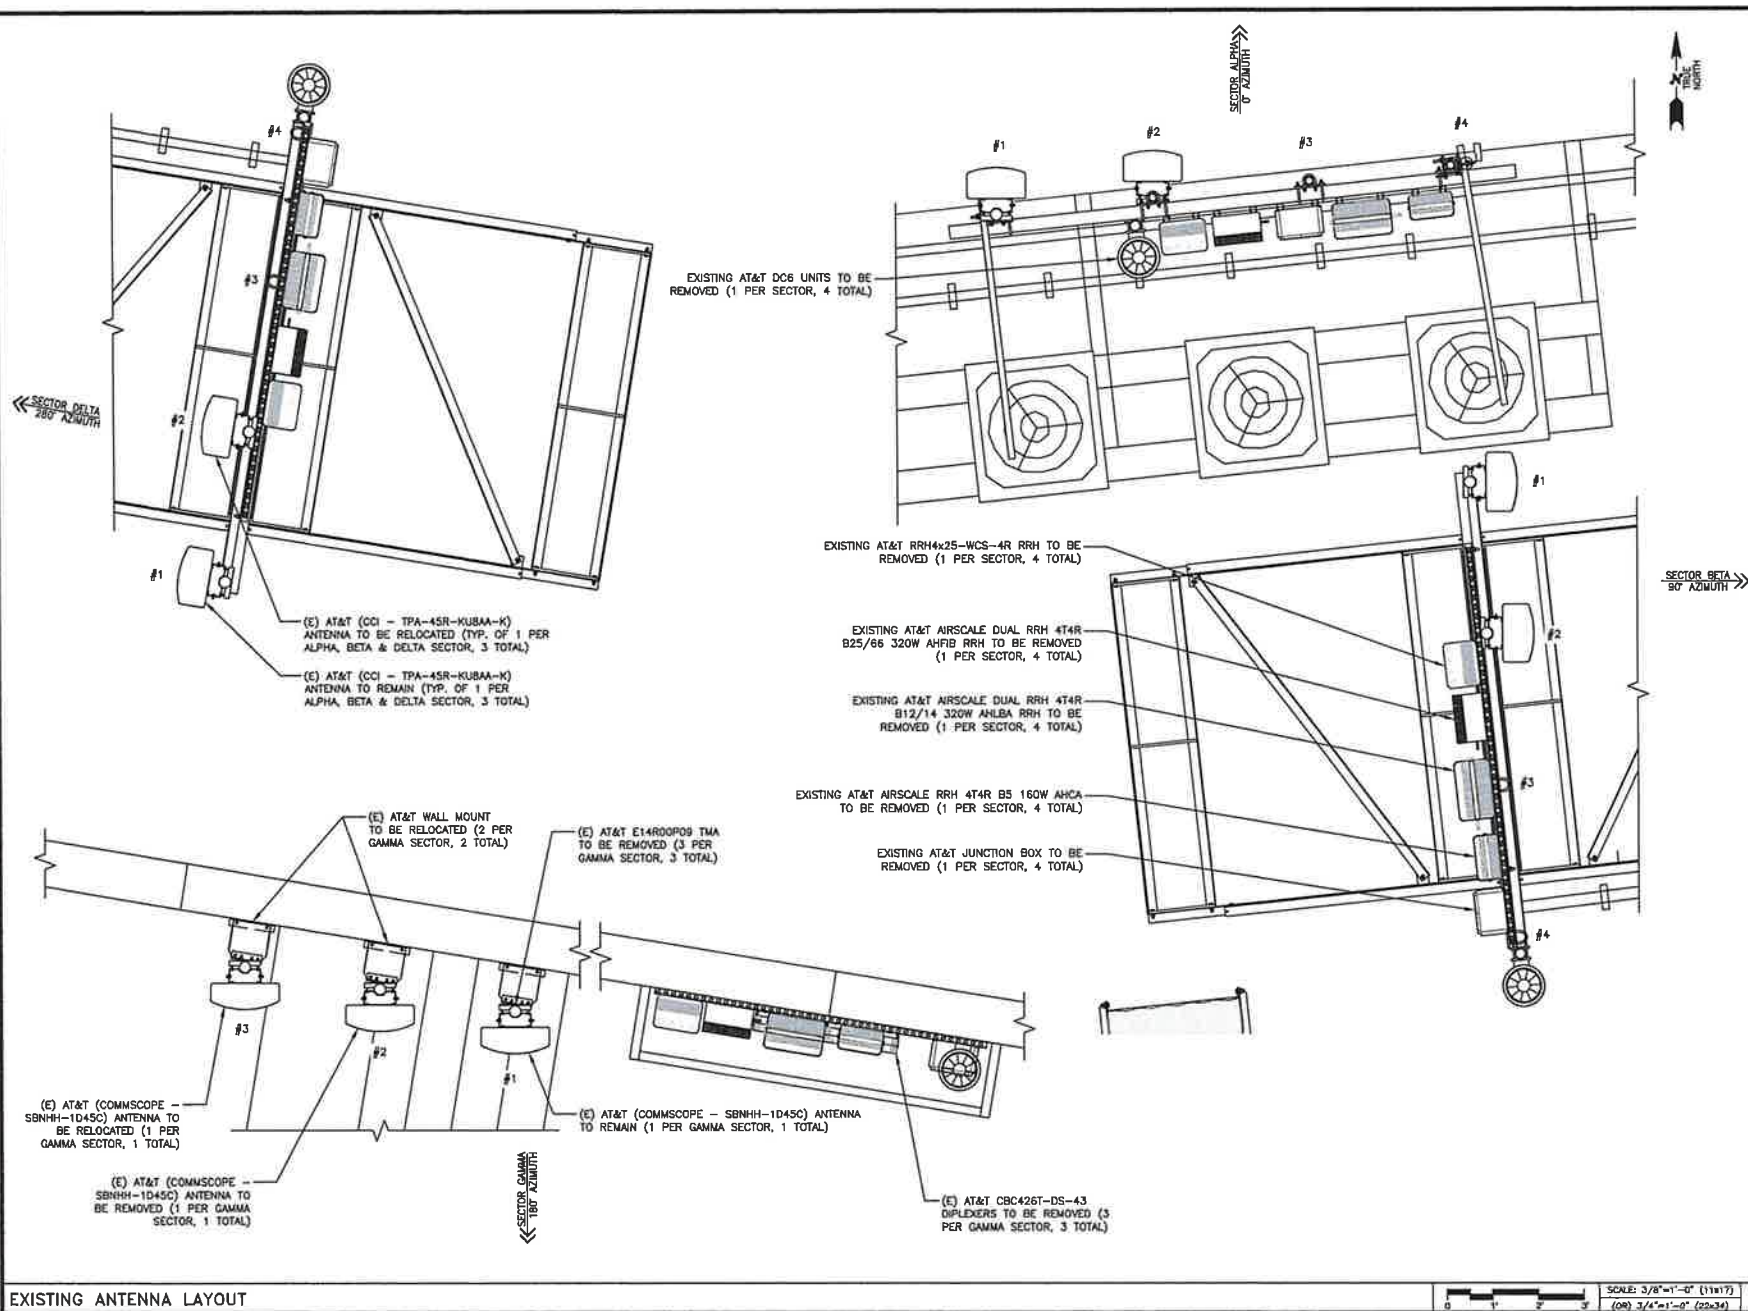 SECTOR ALPHA
0° AZIMUTH
TRUE
NORTH
#4
#1
#2
#3
#4
EXISTING AT&T DC6 UNITS TO BE
REMOVED (1 PER SECTOR, 4 TOTAL)
#3
SECTOR DELTA
280° AZIMUTH
#2
#1
(E) AT&T (CCI - TPA-45R-KU8AA-K)
ANTENNA TO BE RELOCATED (TYP. OF 1 PER
ALPHA, BETA & DELTA SECTOR, 3 TOTAL)
(E) AT&T (CCI - TPA-45R-KU8AA-K)
ANTENNA TO REMAIN (TYP. OF 1 PER
ALPHA, BETA & DELTA SECTOR, 3 TOTAL)
#1
EXISTING AT&T RRH4x25-WCS-4R RRH TO BE
REMOVED (1 PER SECTOR, 4 TOTAL)
SECTOR BETA
90° AZIMUTH
EXISTING AT&T AIRSCALE DUAL RRH 4T4R
B25/66 320W AHFIB RRH TO BE REMOVED
(1 PER SECTOR, 4 TOTAL)
#2
EXISTING AT&T AIRSCALE DUAL RRH 4T4R
B12/14 320W AHLBA RRH TO BE
REMOVED (1 PER SECTOR, 4 TOTAL)
#3
EXISTING AT&T AIRSCALE RRH 4T4R B5 160W AHCA
TO BE REMOVED (1 PER SECTOR, 4 TOTAL)
EXISTING AT&T JUNCTION BOX TO BE
REMOVED (1 PER SECTOR, 4 TOTAL)
#4
(E) AT&T WALL MOUNT
TO BE RELOCATED (2 PER
GAMMA SECTOR, 2 TOTAL)
(E) AT&T E14R00P09 TMA
TO BE REMOVED (3 PER
GAMMA SECTOR, 3 TOTAL)
#3
#2
#1
(E) AT&T (COMMSCOPE -
SBNHH-1D45C) ANTENNA TO
BE RELOCATED (1 PER
GAMMA SECTOR, 1 TOTAL)
(E) AT&T (COMMSCOPE - SBNHH-1D45C) ANTENNA
TO REMAIN (1 PER GAMMA SECTOR, 1 TOTAL)
(E) AT&T (COMMSCOPE -
SBNHH-1D45C) ANTENNA TO
BE REMOVED (1 PER GAMMA
SECTOR, 1 TOTAL)
SECTOR GAMMA
180° AZIMUTH
(E) AT&T CBC426T-DS-43
DIPLEXERS TO BE REMOVED (3
PER GAMMA SECTOR, 3 TOTAL)
EXISTING ANTENNA LAYOUT
0 1' 2' 3'
SCALE: 3/8"=1'-0" (11x17)
(OR) 3/4"=1'-0" (22x34)